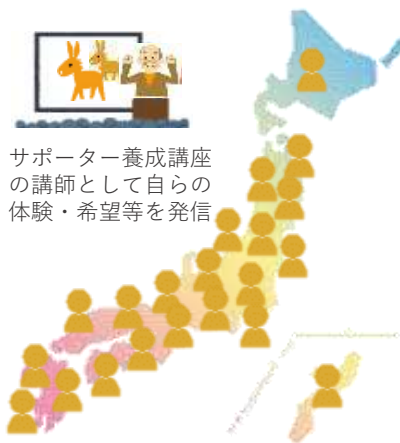 サポーター養成講座
の講師として自らの
体験・希望等を発信